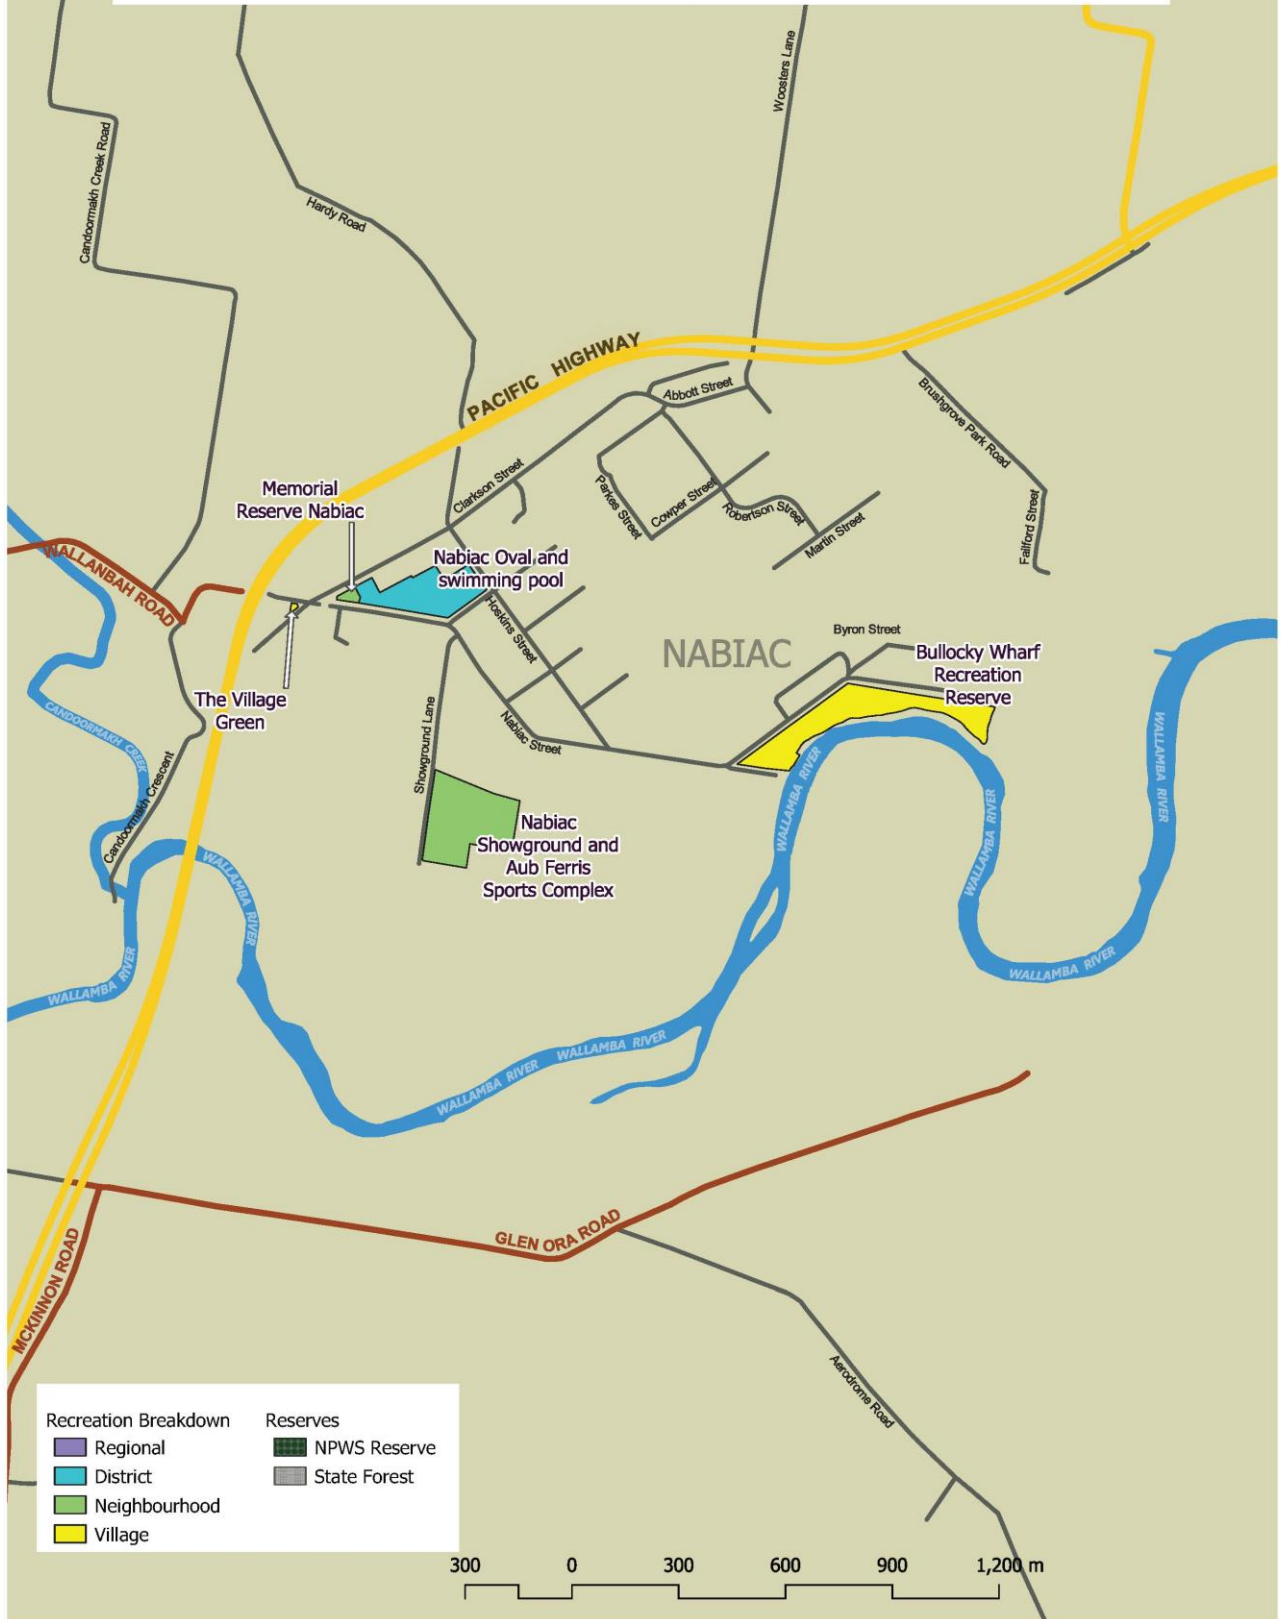 Woosters Lane
Candoormakh Creek Road
Hardy Road
PACIFIC HIGHWAY
Abbott Street
Brushgrove Park Road
Clarkson Street
Memorial
Reserve Nabiac
Parkes Street
Cowper Street
Robertson Street
Martin Street
Failford Street
WALLANBAH ROAD
Nabiac Oval and
swimming pool
Hoskins Street
NABIAC
Byron Street
Bullocky Wharf
Recreation
Reserve
The Village
Green
CANDOORMAKH CREEK
Showground Lane
Nabiac Street
WALLAMBA RIVER
WALLAMBA RIVER
WALLAMBA RIVER
Candoormakh Crescent
Nabiac
Showground and
Aub Ferris
Sports Complex
WALLAMBA RIVER
WALLAMBA RIVER
WALLAMBA RIVER
WALLAMBA RIVER
WALLAMBA RIVER
GLEN ORA ROAD
MCKINNON ROAD
Aerodrome Road
Recreation Breakdown
Regional
District
Neighbourhood
Village
Reserves
NPWS Reserve
State Forest
300 0 300 600 900 1,200 m